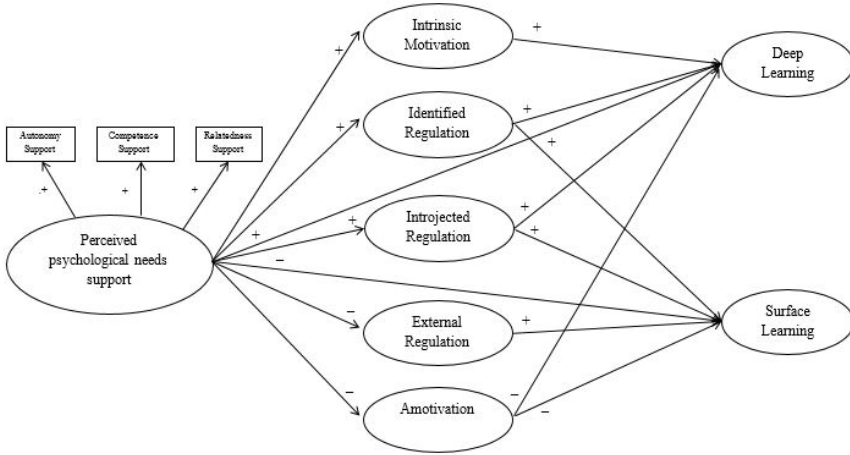 Intrinsic
Motivation
+
Deep
Learning
+
Identified
Regulation
+
+
+
Autonomy
Support
Competence
Support
Relatedness
Support
.+
+
+
Introjected
Regulation
+
+
+
+
Perceived
psychological needs
support
−
External
Regulation
−
+
Surface
Learning
Amotivation
−
−
−